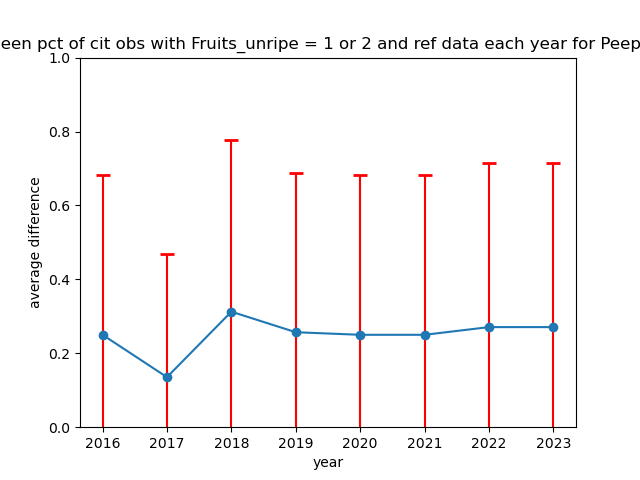 een pct of cit obs with Fruits_unripe = 1 or 2 and ref data each year for Peep
1.0
0.8
0.6
0.4
0.2
0.0
average difference
2016 2017 2018 2019 2020 2021 2022 2023
year